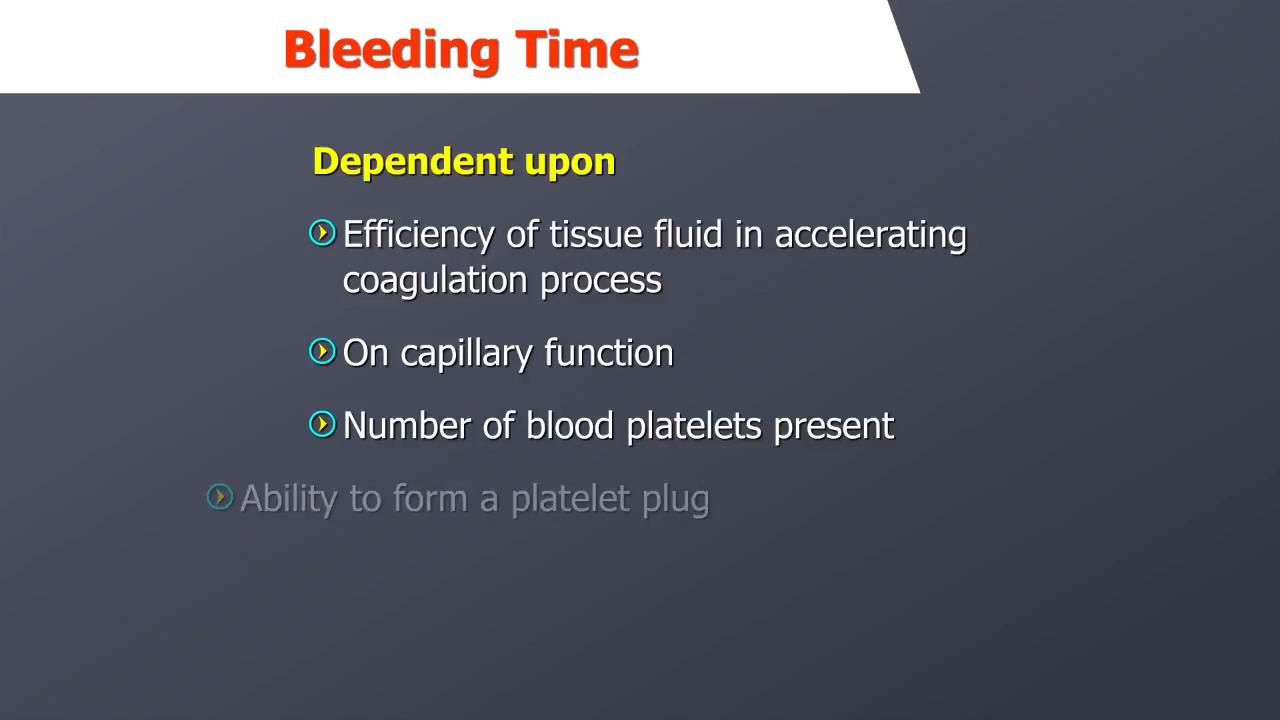 Bleeding Time
Dependent upon
Efficiency of tissue fluid in accelerating
coagulation process
On capillary function
Number of blood platelets present
Ability to form a platelet plug